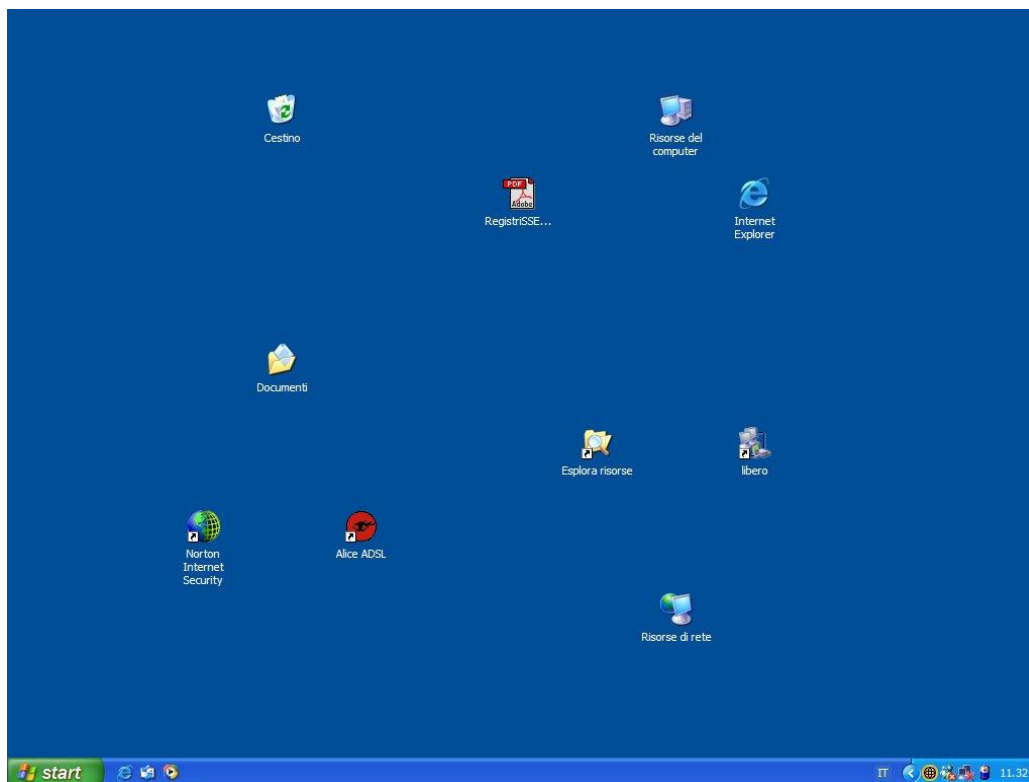 Cestino
Risorse del
computer
PDF
Adobe
RegistriSSE...
Internet
Explorer
Documenti
Esplora risorse
libero
Norton
Internet
Security
Alice ADSL
Risorse di rete
start
IT
11.32